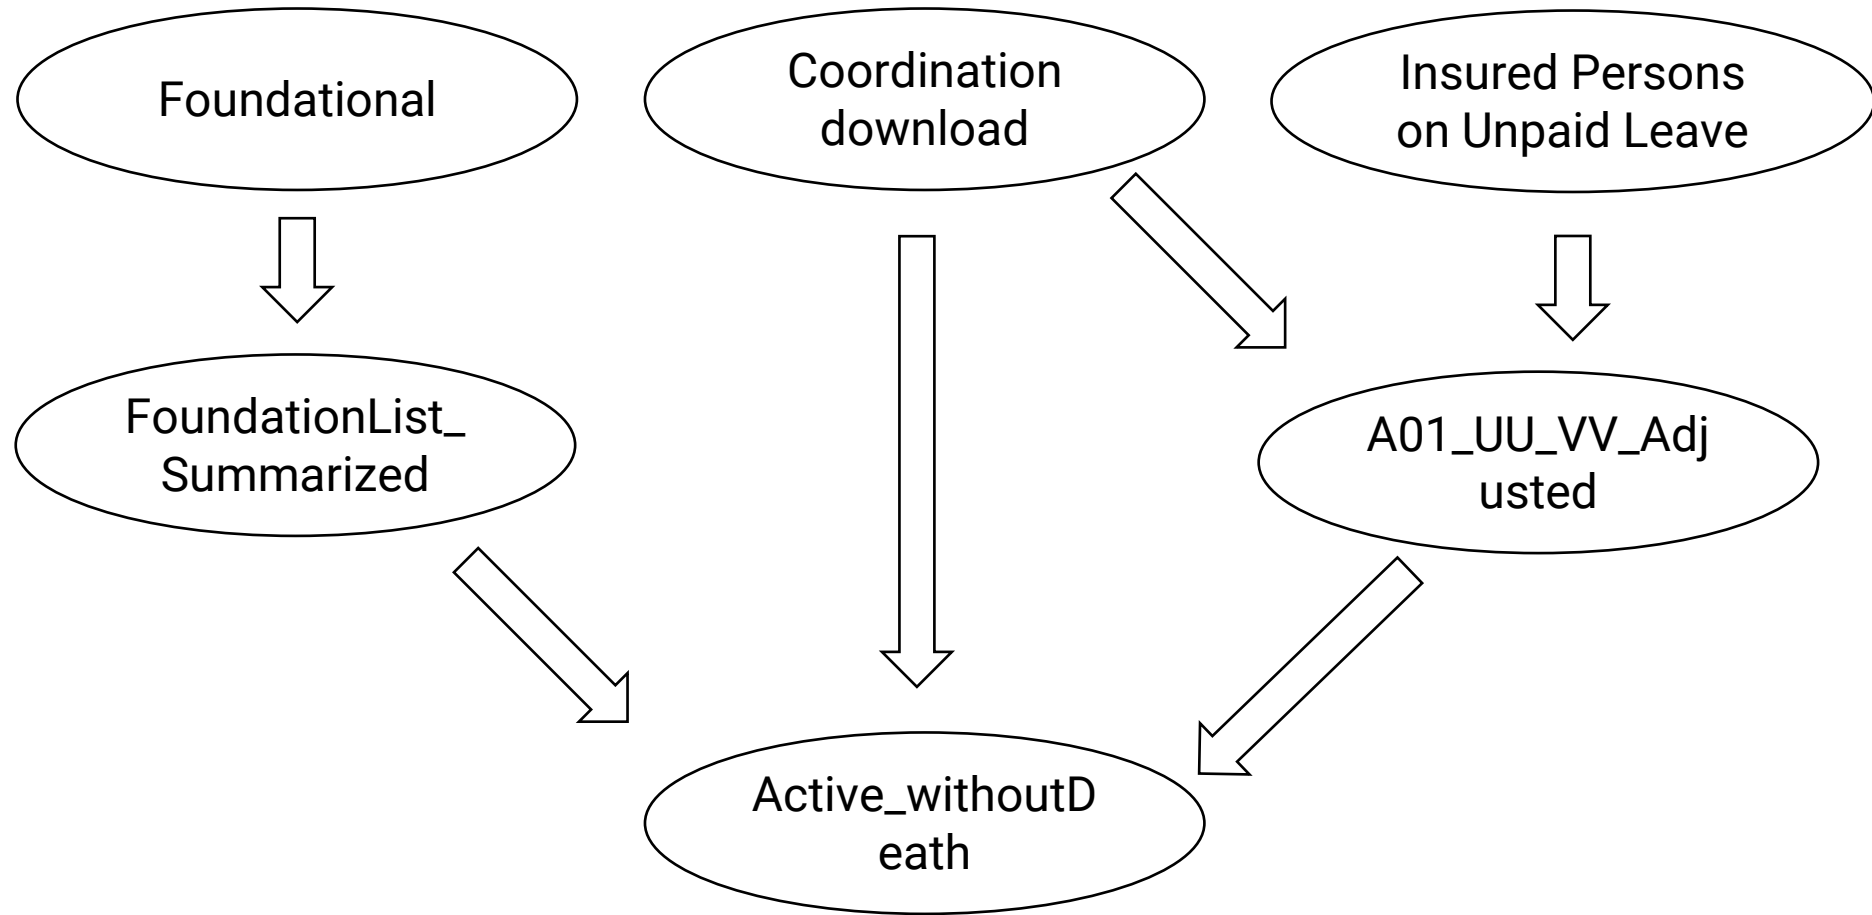 Foundational
Coordination
download
Insured Persons
on Unpaid Leave
FoundationList_
Summarized
A01_UU_VV_Adj
usted
Active_withoutD
eath